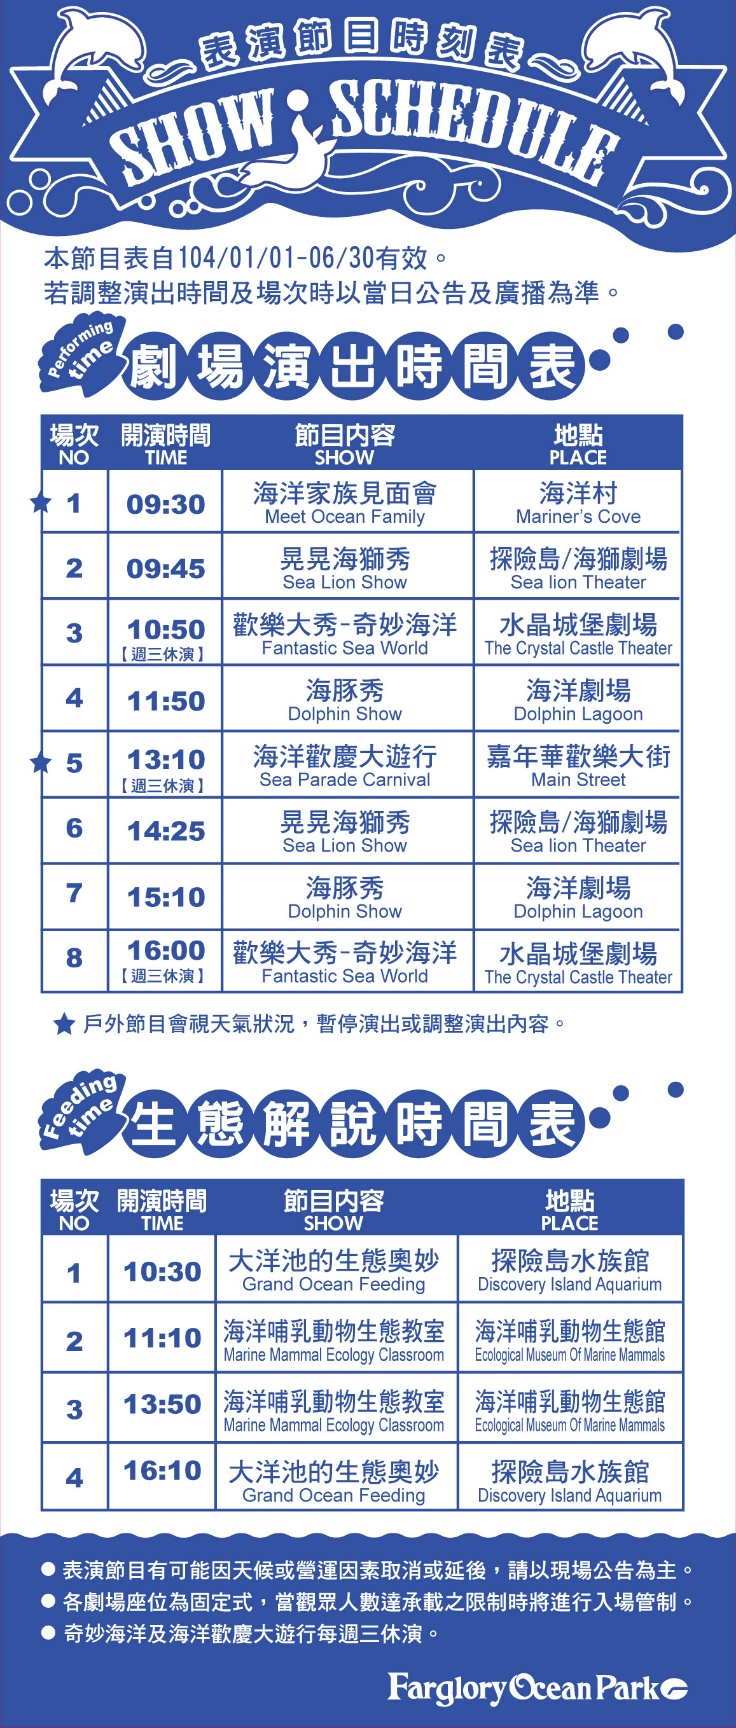 表演節目時刻表
SHOW SCHEDULE
本節目表自104/01/01-06/30有效。
若調整演出時間及場次時以當日公告及廣播為準。
Performing
time
劇場演出時間表
場次 開演時間 節目内容 地點
NO TIME SHOW PLACE
★ 1 09:30 海洋家族見面會 海洋村
Meet Ocean Family Mariner's Cove
2 09:45 晃晃海獅秀 探險島/海獅劇場
Sea Lion Show Sea lion Theater
3 10:50 歡樂大秀-奇妙海洋 水晶城堡劇場
【週三休演】 Fantastic Sea World The Crystal Castle Theater
4 11:50 海豚秀 海洋劇場
Dolphin Show Dolphin Lagoon
★ 5 13:10 海洋歡慶大遊行 嘉年華歡樂大街
【週三休演】 Sea Parade Carnival Main Street
6 14:25 晃晃海獅秀 探險島/海獅劇場
Sea Lion Show Sea lion Theater
7 15:10 海豚秀 海洋劇場
Dolphin Show Dolphin Lagoon
8 16:00 歡樂大秀-奇妙海洋 水晶城堡劇場
【週三休演】 Fantastic Sea World The Crystal Castle Theater
★ 戶外節目會視天氣狀況，暫停演出或調整演出內容。
Feeding
time
生態解說時間表
場次 開演時間 節目内容 地點
NO TIME SHOW PLACE
1 10:30 大洋池的生態奧妙 探險島水族館
Grand Ocean Feeding Discovery Island Aquarium
2 11:10 海洋哺乳動物生態教室 海洋哺乳動物生態館
Marine Mammal Ecology Classroom Ecological Museum Of Marine Mammals
3 13:50 海洋哺乳動物生態教室 海洋哺乳動物生態館
Marine Mammal Ecology Classroom Ecological Museum Of Marine Mammals
4 16:10 大洋池的生態奧妙 探險島水族館
Grand Ocean Feeding Discovery Island Aquarium
● 表演節目有可能因天候或營運因素取消或延後，請以現場公告為主。
● 各劇場座位為固定式，當觀眾人數達承載之限制時將進行入場管制。
● 奇妙海洋及海洋歡慶大遊行每週三休演。
Farglory Ocean Park